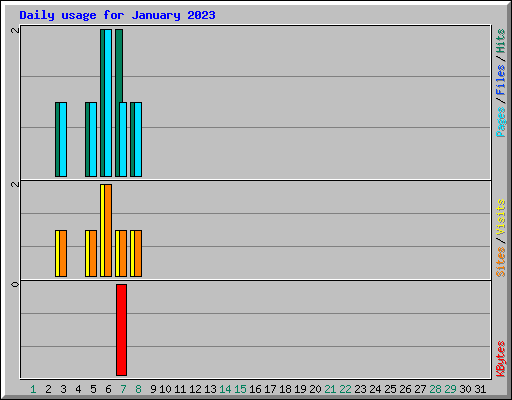 Daily usage for January 2023
2
2
0
Pages / Files / Hits
Sites / Visits
KBytes
1 2 3 4 5 6 7 8 9 10 11 12 13 14 15 16 17 18 19 20 21 22 23 24 25 26 27 28 29 30 31